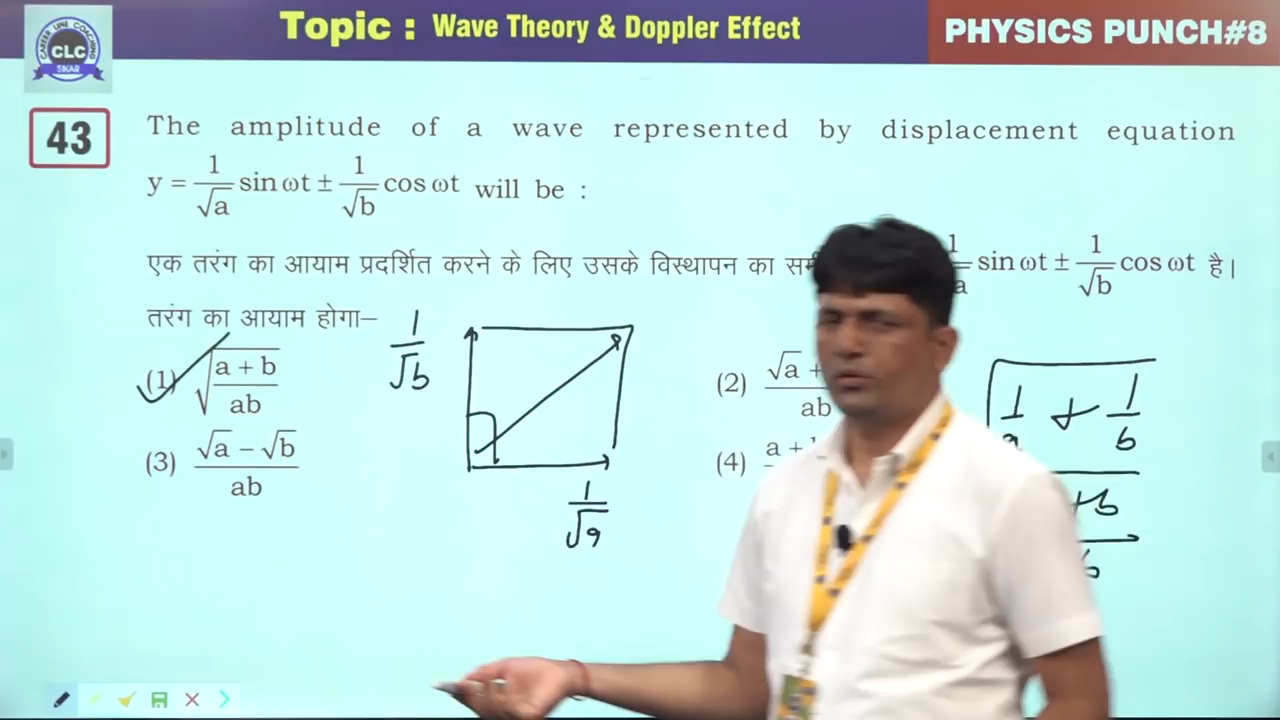 CAREER LINE COACHING
CLC
SIKAR
Topic : Wave Theory & Doppler Effect
PHYSICS PUNCH#8
43
The amplitude of a wave represented by displacement equation
y = 1/√a sin ωt ± 1/√b cos ωt will be :
एक तरंग का आयाम प्रदर्शित करने के लिए उसके विस्थापन का sin ωt ± 1/√b cos ωt है।
तरंग का आयाम होगा–
(1) √((a + b)/ab)
(2) √a + ab
(3) (√a − √b)/ab
(4) a +
1/√b
1/√a
1 + 1/b
+b